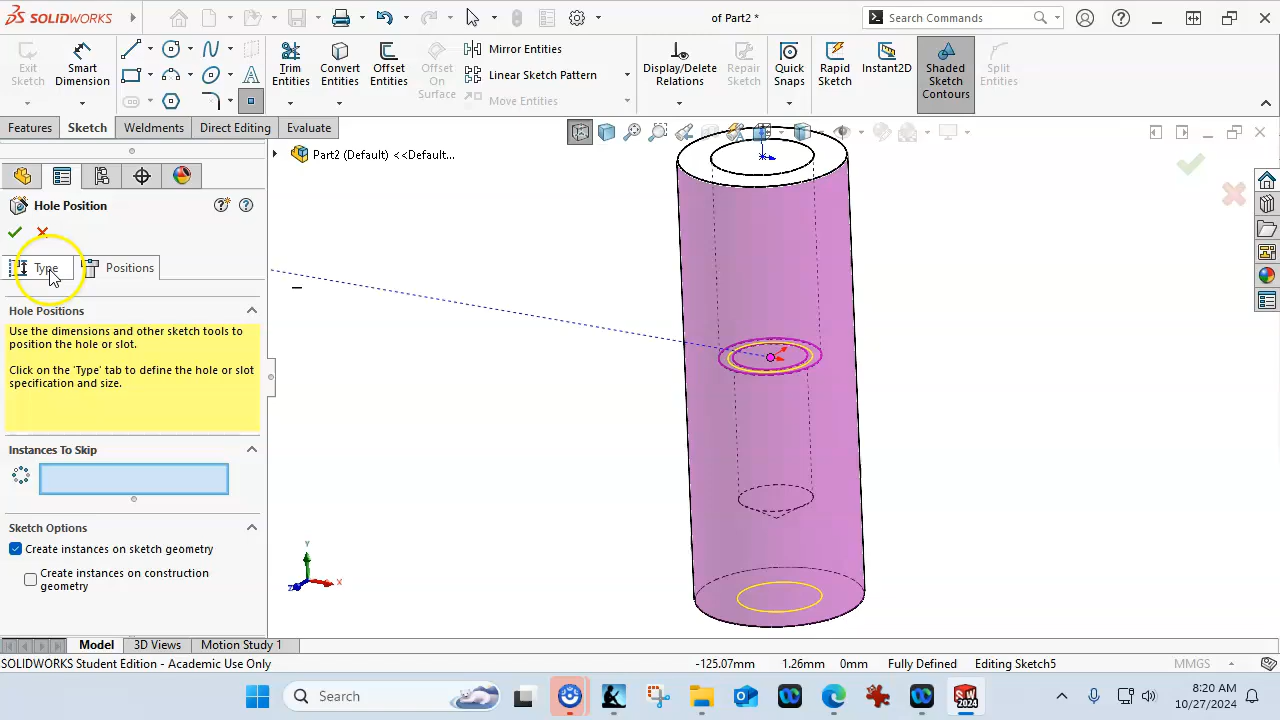 SOLIDWORKS
of Part2 *
Search Commands
Exit Sketch
Smart Dimension
Trim Entities
Convert Entities
Offset Entities
Offset On Surface
Mirror Entities
Linear Sketch Pattern
Move Entities
Display/Delete Relations
Repair Sketch
Quick Snaps
Rapid Sketch
Instant2D
Shaded Sketch Contours
Split Entities
Features
Sketch
Weldments
Direct Editing
Evaluate
Part2 (Default) <<Default...
Hole Position
Type
Positions
Hole Positions
Use the dimensions and other sketch tools to
position the hole or slot.
Click on the 'Type' tab to define the hole or slot
specification and size.
Instances To Skip
Sketch Options
Create instances on sketch geometry
Create instances on construction
geometry
Y
X
Z
Model
3D Views
Motion Study 1
SOLIDWORKS Student Edition - Academic Use Only
-125.07mm
1.26mm
0mm
Fully Defined
Editing Sketch5
MMGS
Search
SW
2024
8:20 AM
10/27/2024